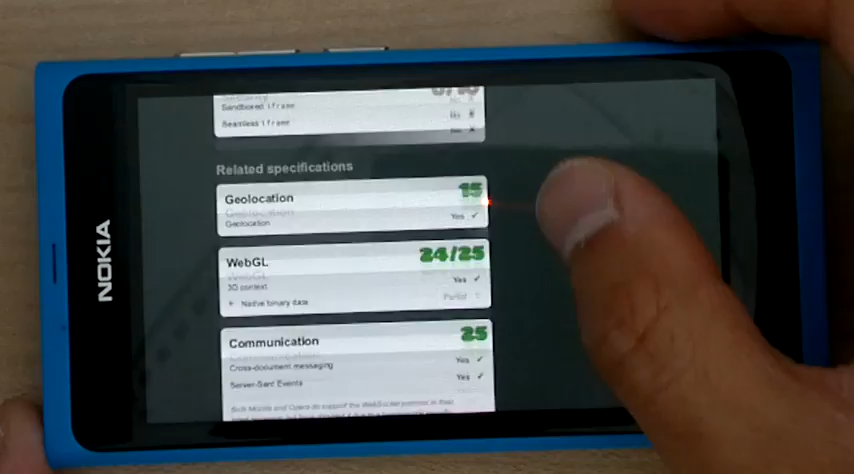 NOKIA
Sandboxed iframe
Seamless iframe
Related specifications
Geolocation 15
Geolocation Yes ✓
WebGL 24/25
3D context Yes ✓
Native binary data Partial
Communication 25
Cross-document messaging Yes ✓
Server-Sent Events Yes ✓